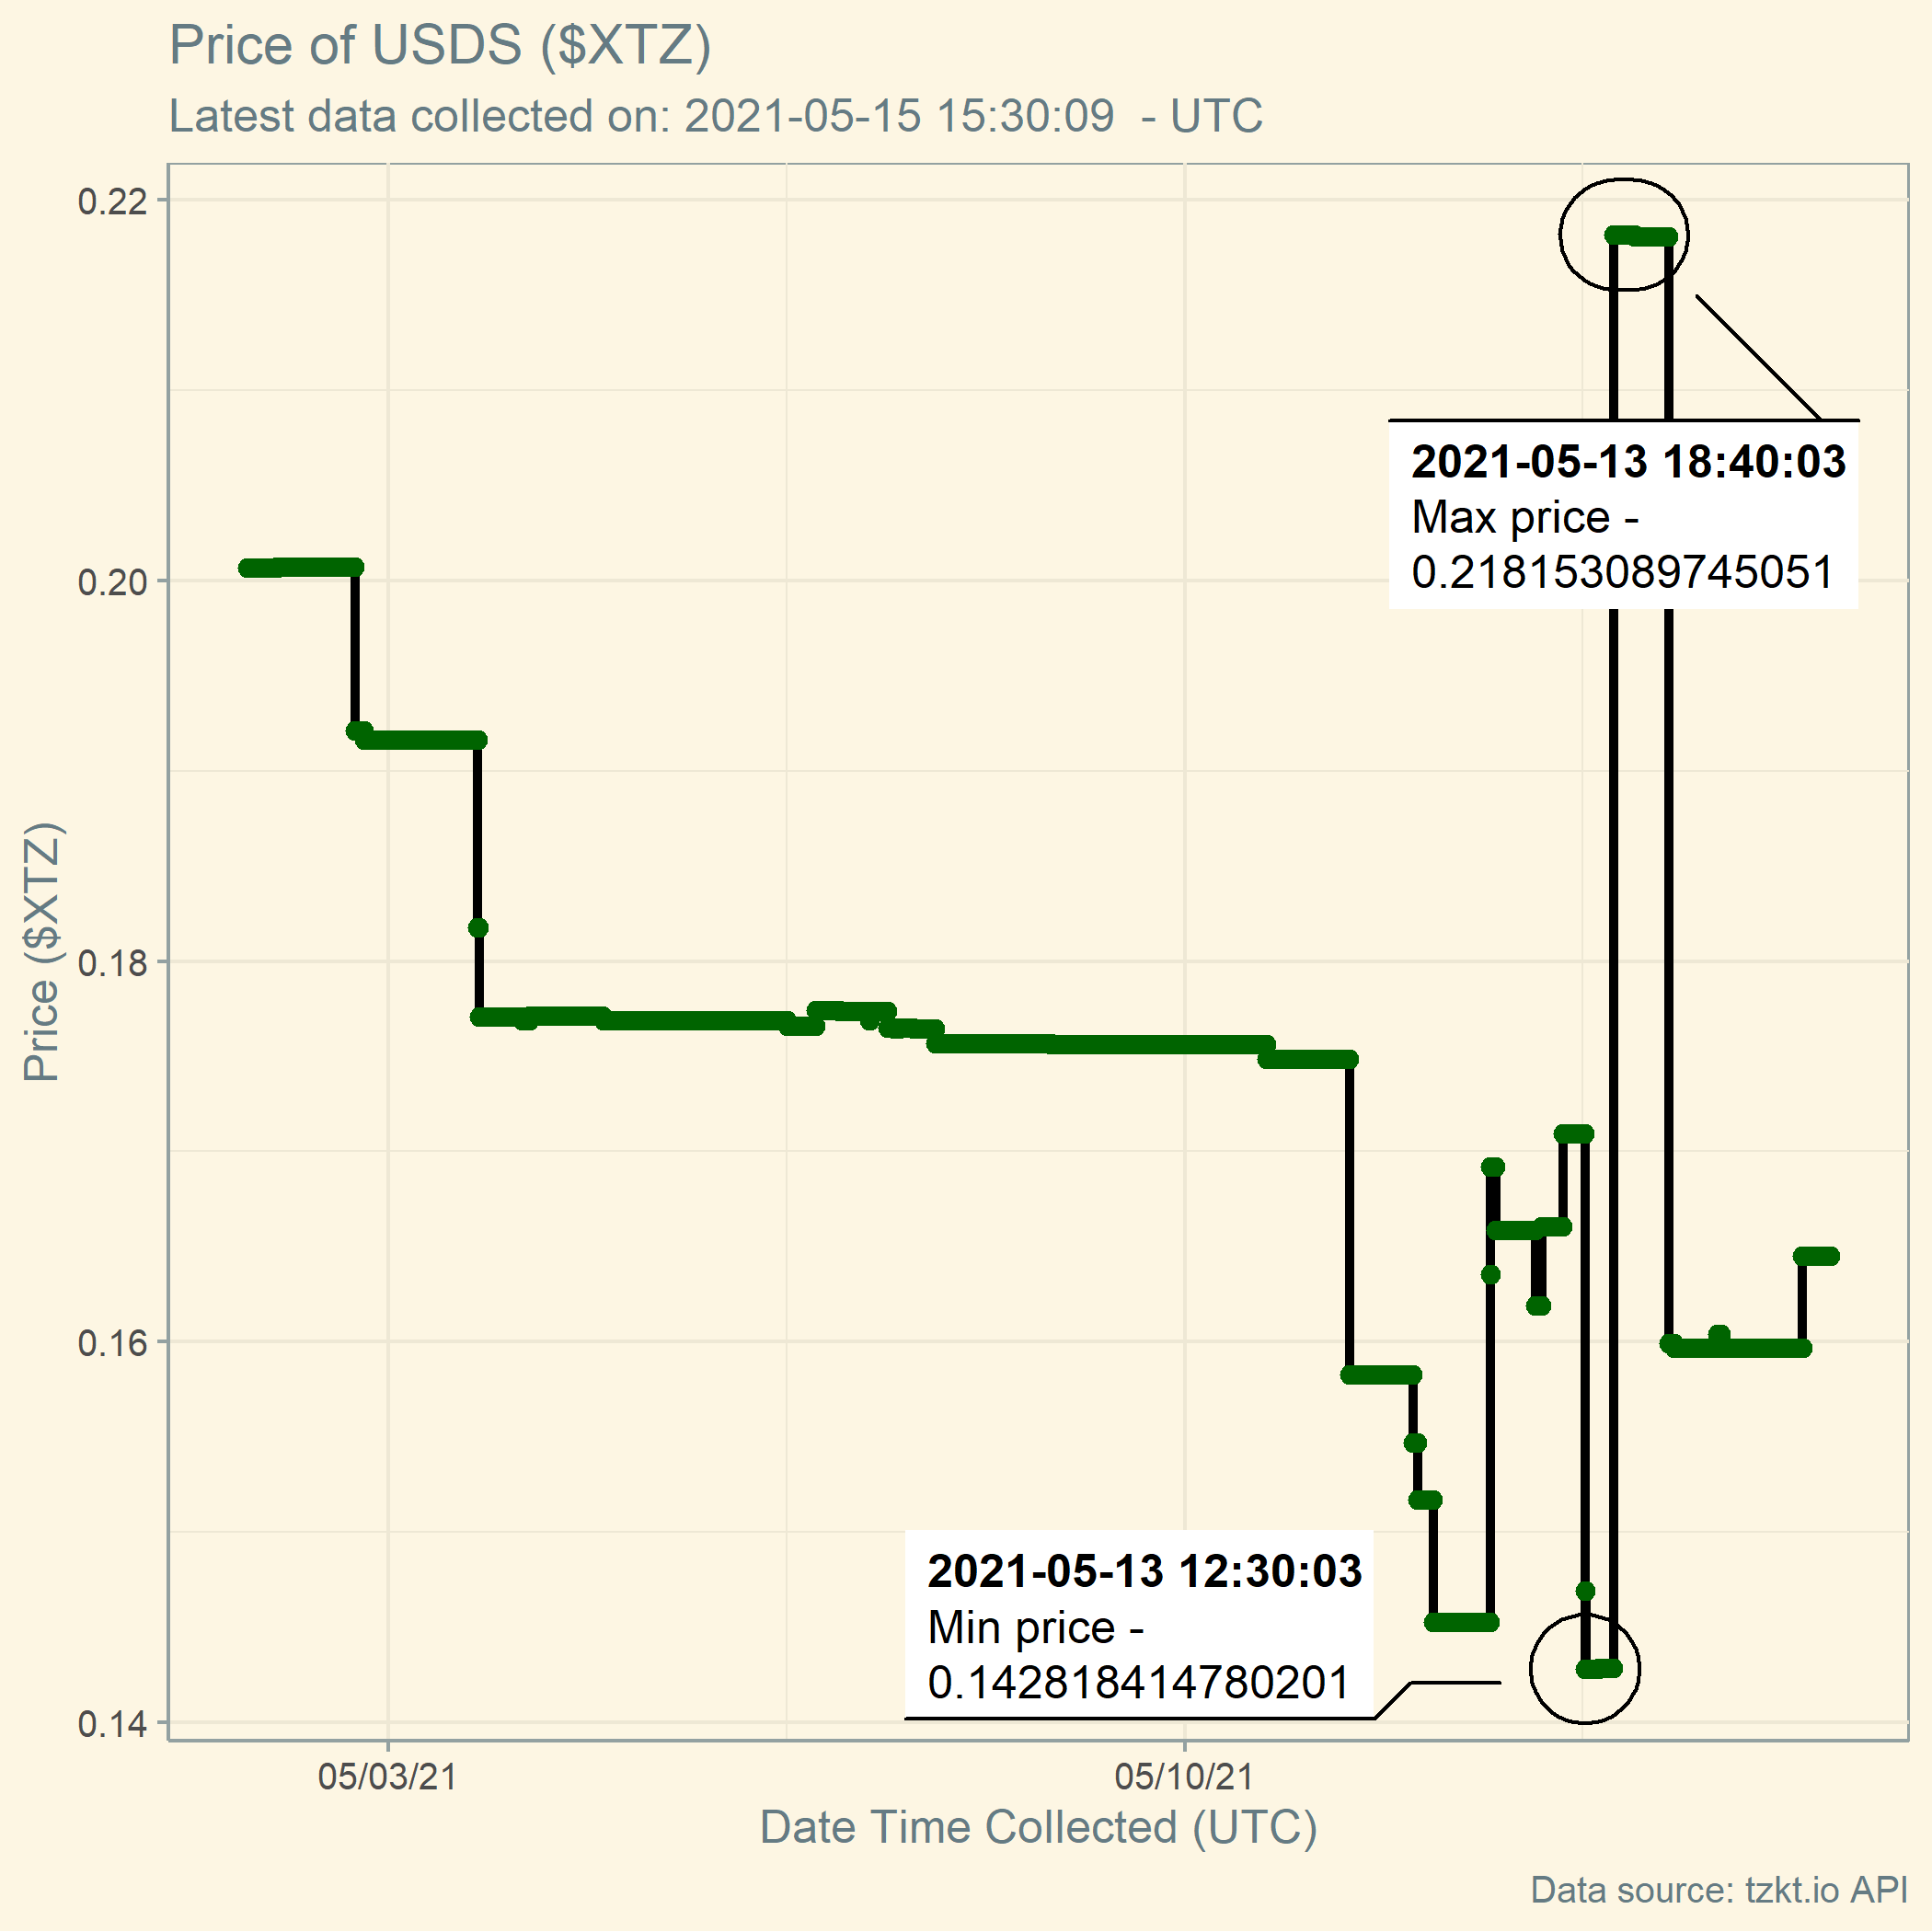 Price of USDS ($XTZ)
Latest data collected on: 2021-05-15 15:30:09  - UTC
0.22
0.20
0.18
0.16
0.14
Price ($XTZ)
2021-05-13 18:40:03
Max price -
0.218153089745051
2021-05-13 12:30:03
Min price -
0.142818414780201
05/03/21
05/10/21
Date Time Collected (UTC)
Data source: tzkt.io API